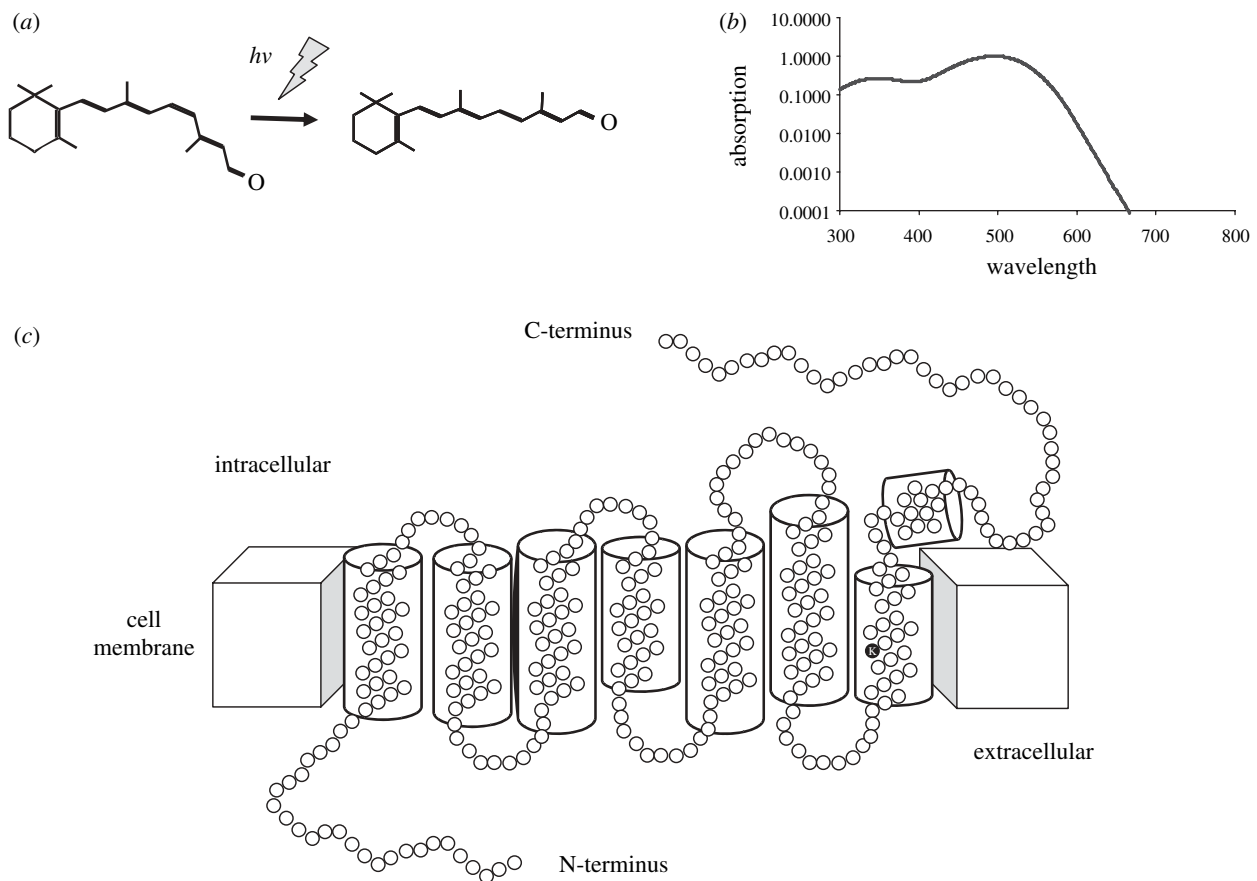 (a)
hν
O
O
(b)
10.0000
1.0000
0.1000
0.0100
0.0010
0.0001
absorption
300 400 500 600 700 800
wavelength
(c)
C-terminus
intracellular
cell
membrane
K
extracellular
N-terminus